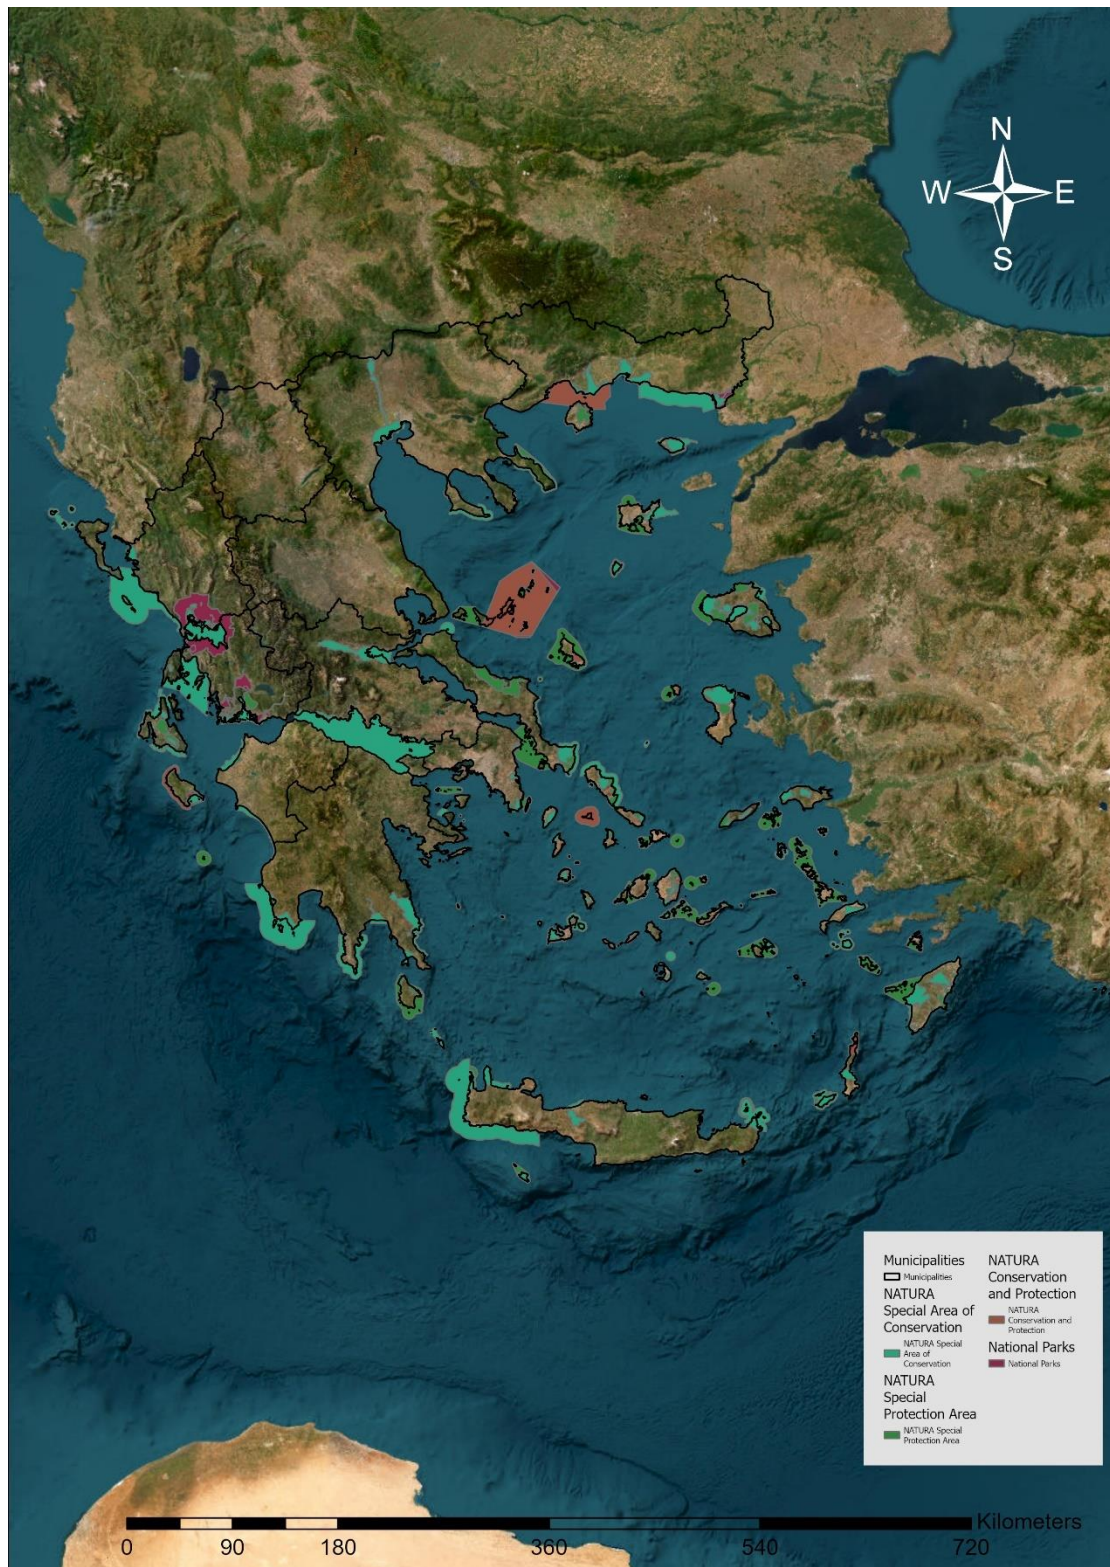 N
W E
S
Municipalities
Municipalities
NATURA
Special Area of
Conservation
NATURA Special
Area of
Conservation
NATURA
Special
Protection Area
NATURA Special
Protection Area
NATURA
Conservation
and Protection
NATURA
Conservation and
Protection
National Parks
National Parks
Kilometers
0 90 180 360 540 720